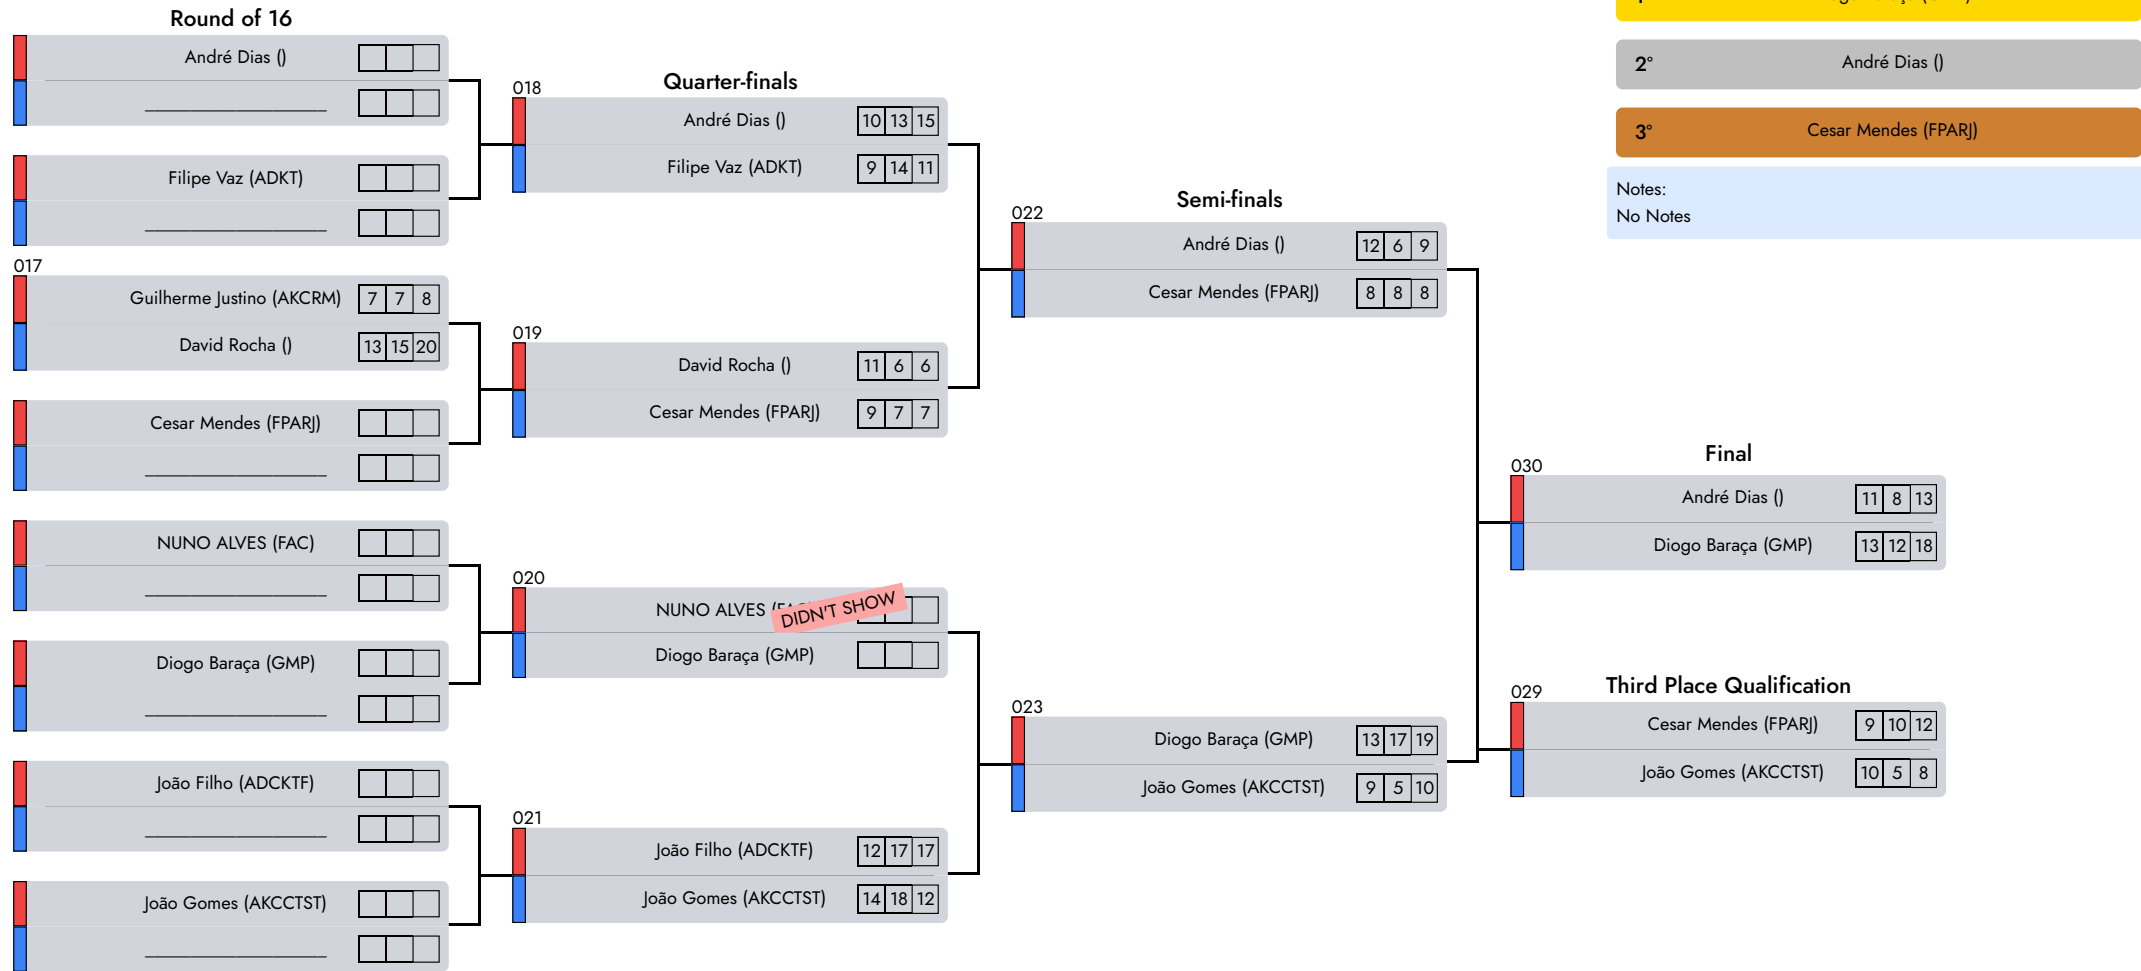 Round of 16
André Dias ()
____________________
Filipe Vaz (ADKT)
____________________
017
Guilherme Justino (AKCRM) 7 7 8
David Rocha () 13 15 20
Cesar Mendes (FPARJ)
____________________
NUNO ALVES (FAC)
____________________
Diogo Baraça (GMP)
____________________
João Filho (ADCKTF)
____________________
João Gomes (AKCCTST)
____________________
Quarter-finals
018
André Dias () 10 13 15
Filipe Vaz (ADKT) 9 14 11
019
David Rocha () 11 6 6
Cesar Mendes (FPARJ) 9 7 7
020
NUNO ALVES
DIDN'T SHOW
Diogo Baraça (GMP)
021
João Filho (ADCKTF) 12 17 17
João Gomes (AKCCTST) 14 18 12
Semi-finals
022
André Dias () 12 6 9
Cesar Mendes (FPARJ) 8 8 8
023
Diogo Baraça (GMP) 13 17 19
João Gomes (AKCCTST) 9 5 10
Final
030
André Dias () 11 8 13
Diogo Baraça (GMP) 13 12 18
Third Place Qualification
029
Cesar Mendes (FPARJ) 9 10 12
João Gomes (AKCCTST) 10 5 8
2° André Dias ()
3° Cesar Mendes (FPARJ)
Notes:
No Notes